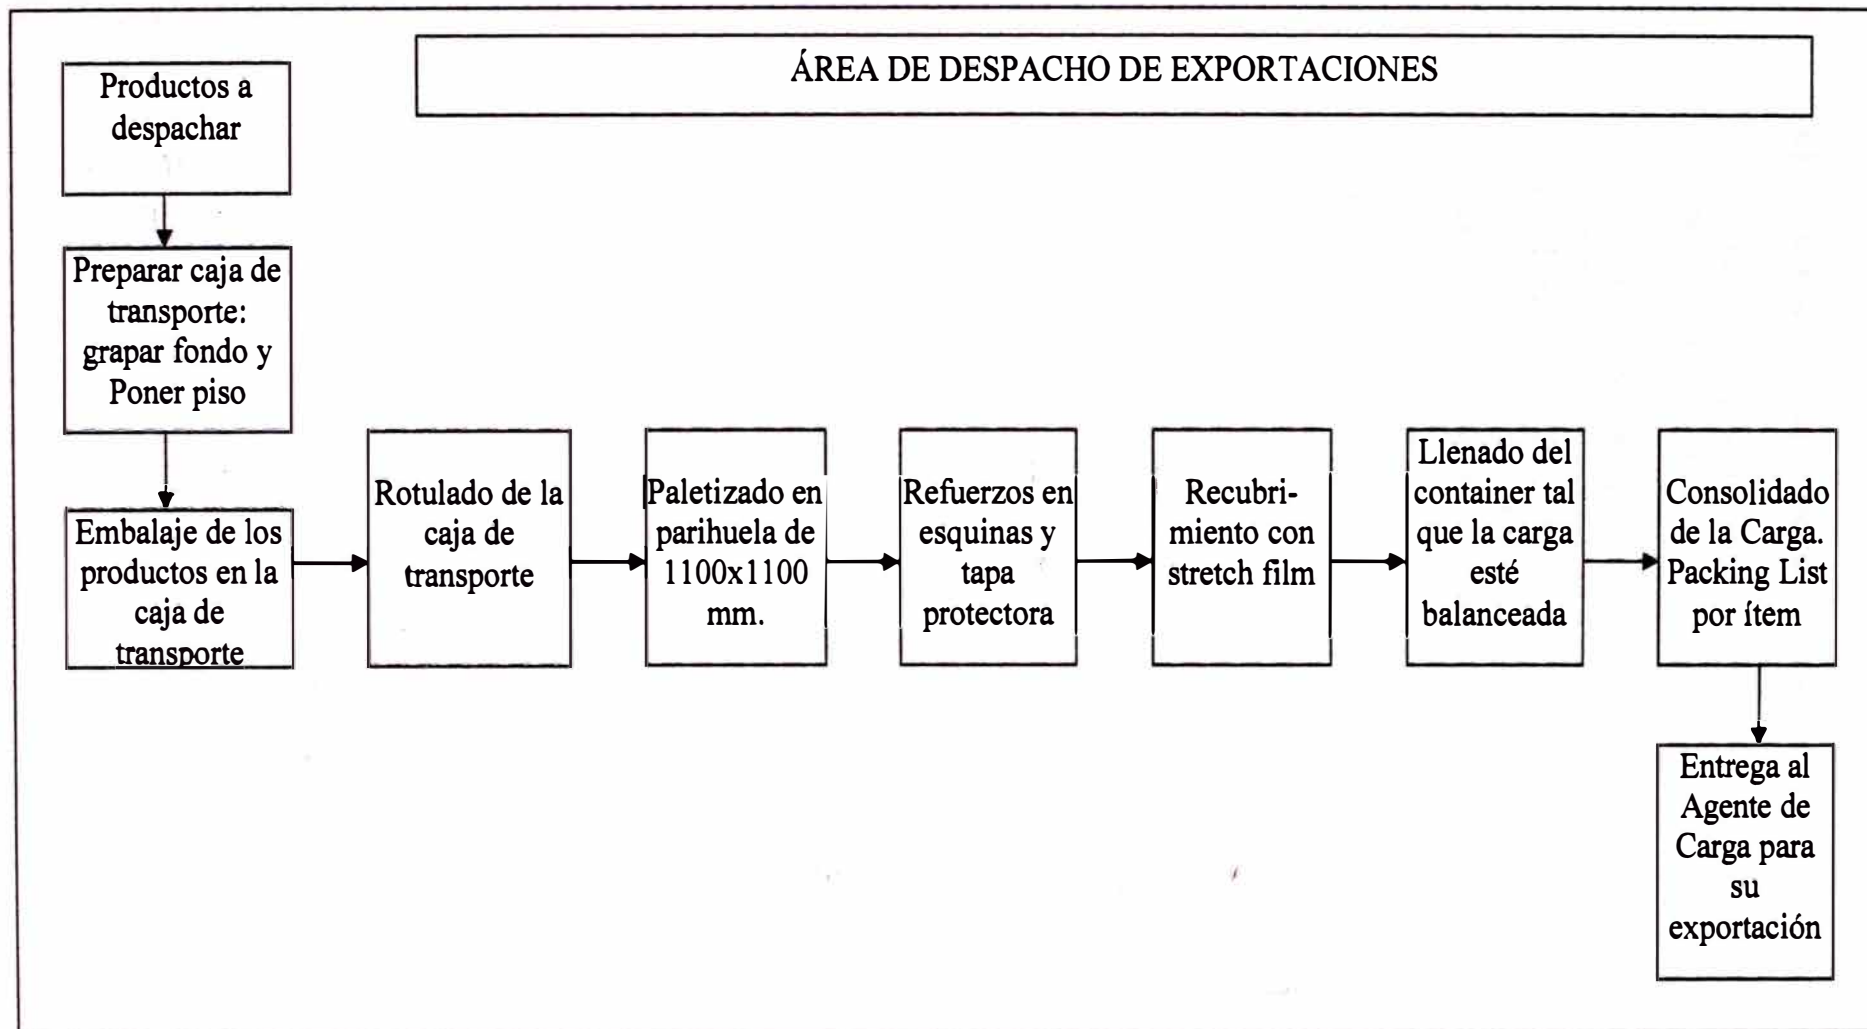 ÁREA DE DESPACHO DE EXPORTACIONES
Productos a
despachar
Preparar caja de
transporte:
grapar fondo y
Poner piso
Embalaje de los
productos en la
caja de
transporte
Rotulado de la
caja de
transporte
Paletizado en
parihuela de
1100x1100
mm.
Refuerzos en
esquinas y
tapa
protectora
Recubri-
miento con
stretch film
Llenado del
container tal
que la carga
esté
balanceada
Consolidado
de la Carga.
Packing List
por ítem
Entrega al
Agente de
Carga para
su
exportación